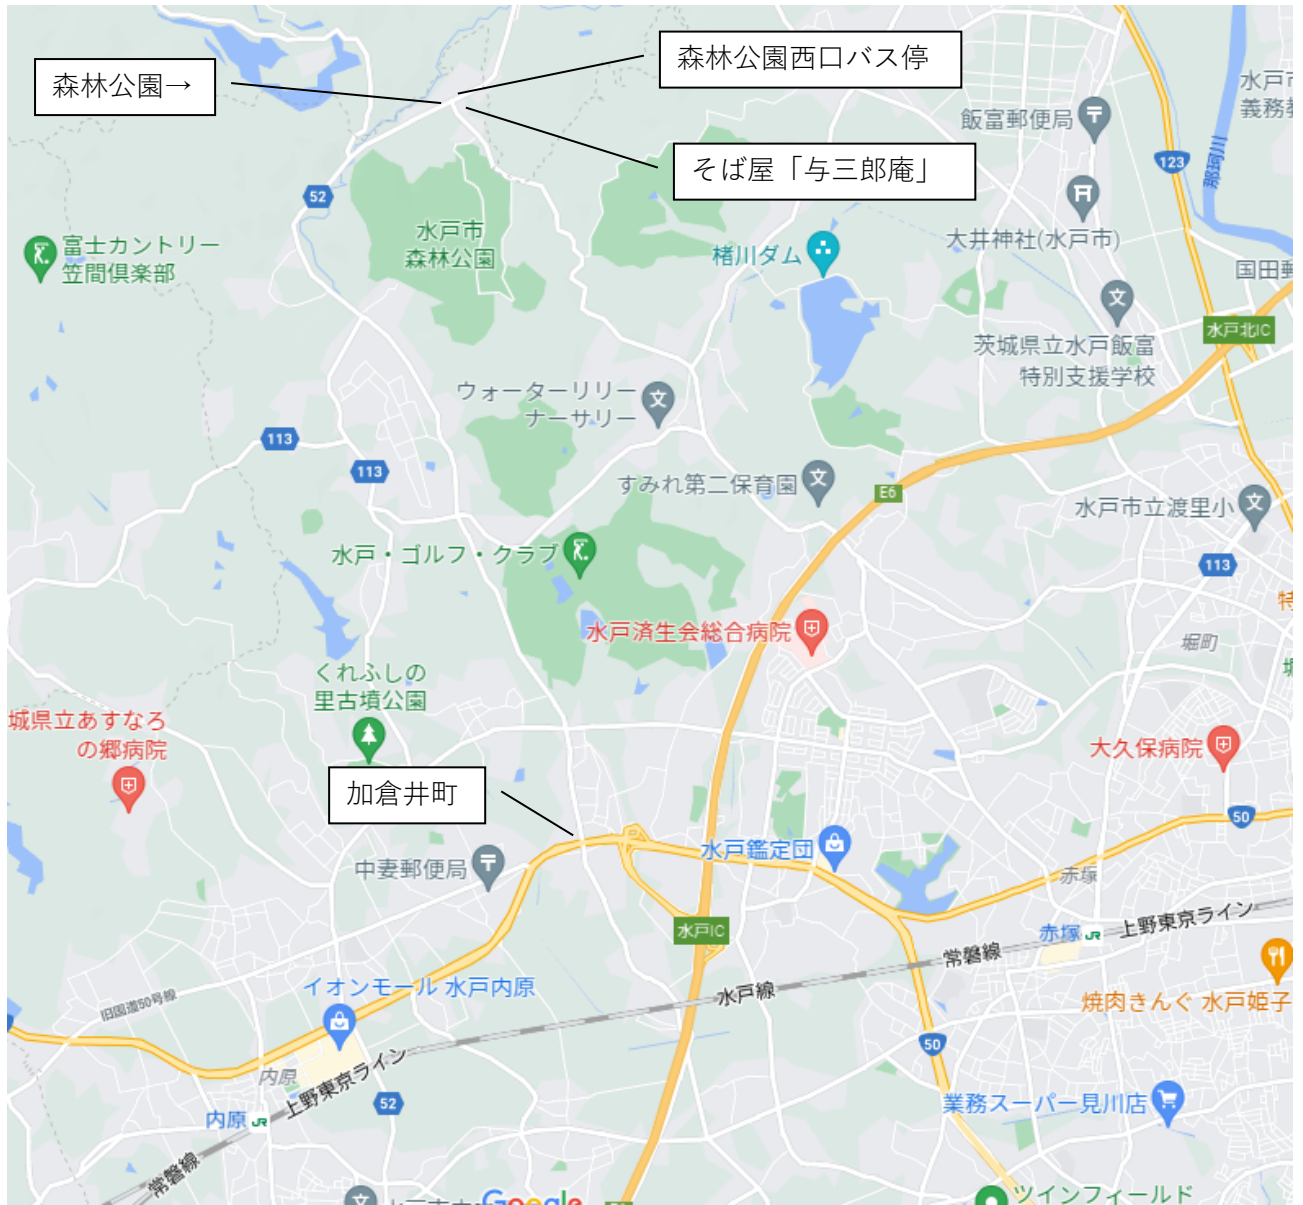 森林公園→
森林公園西口バス停
そば屋「与三郎庵」
水戸市
義務教
飯富郵便局
123
那珂川
52
水戸市
森林公園
富士カントリー
笠間倶楽部
楮川ダム
大井神社(水戸市)
国田郵
水戸北IC
茨城県立水戸飯富
特別支援学校
ウォーターリリー
ナーサリー
113
113
すみれ第二保育園
E6
水戸市立渡里小
水戸・ゴルフ・クラブ
113
特
水戸済生会総合病院
堀町
堀
くれふしの
里古墳公園
城県立あすなろ
の郷病院
大久保病院
加倉井町
50
中妻郵便局
水戸鑑定団
赤塚
水戸IC
赤塚
JR
上野東京ライン
常磐線
イオンモール 水戸内原
旧国道50号線
水戸線
焼肉きんぐ 水戸姫子
50
内原
上野東京ライン
52
内原
JR
業務スーパー見川店
常磐線
Google
ツインフィールド